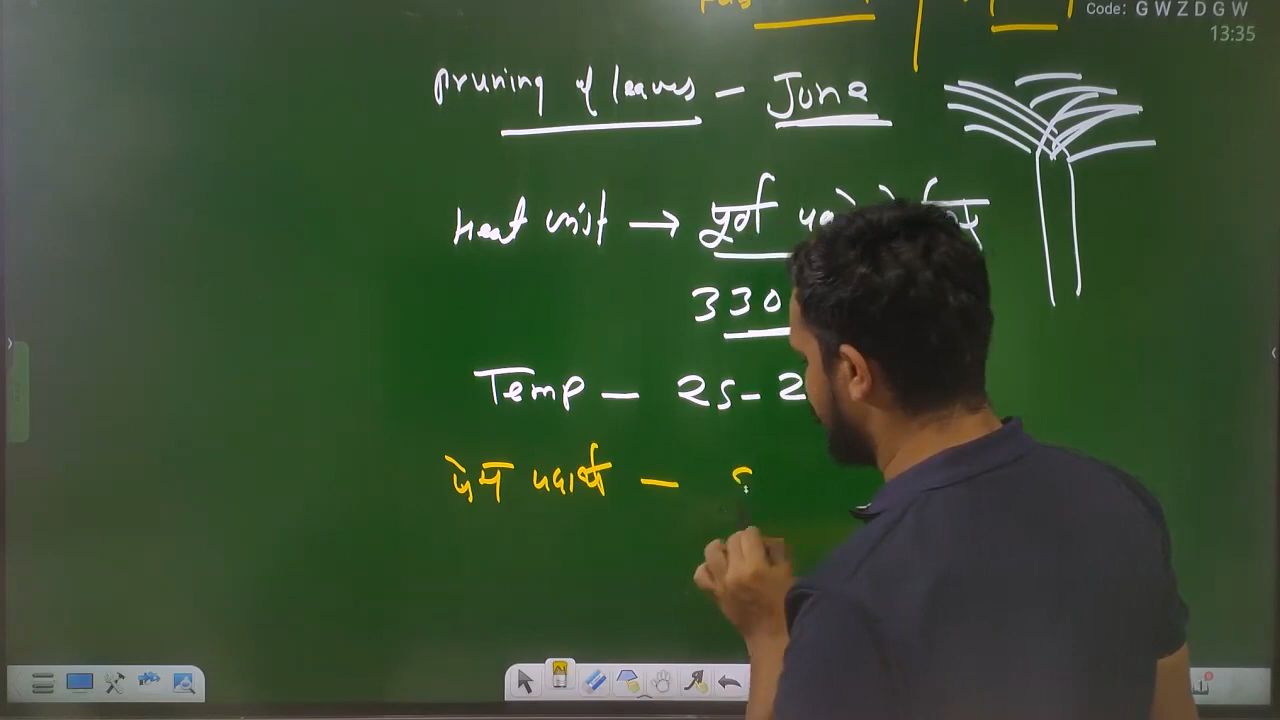 Code: G W Z D G W
13:35
pruning of leaves - June
Heat unit → पूर्ण
330
Temp - 25-2
पेय पदार्थ -